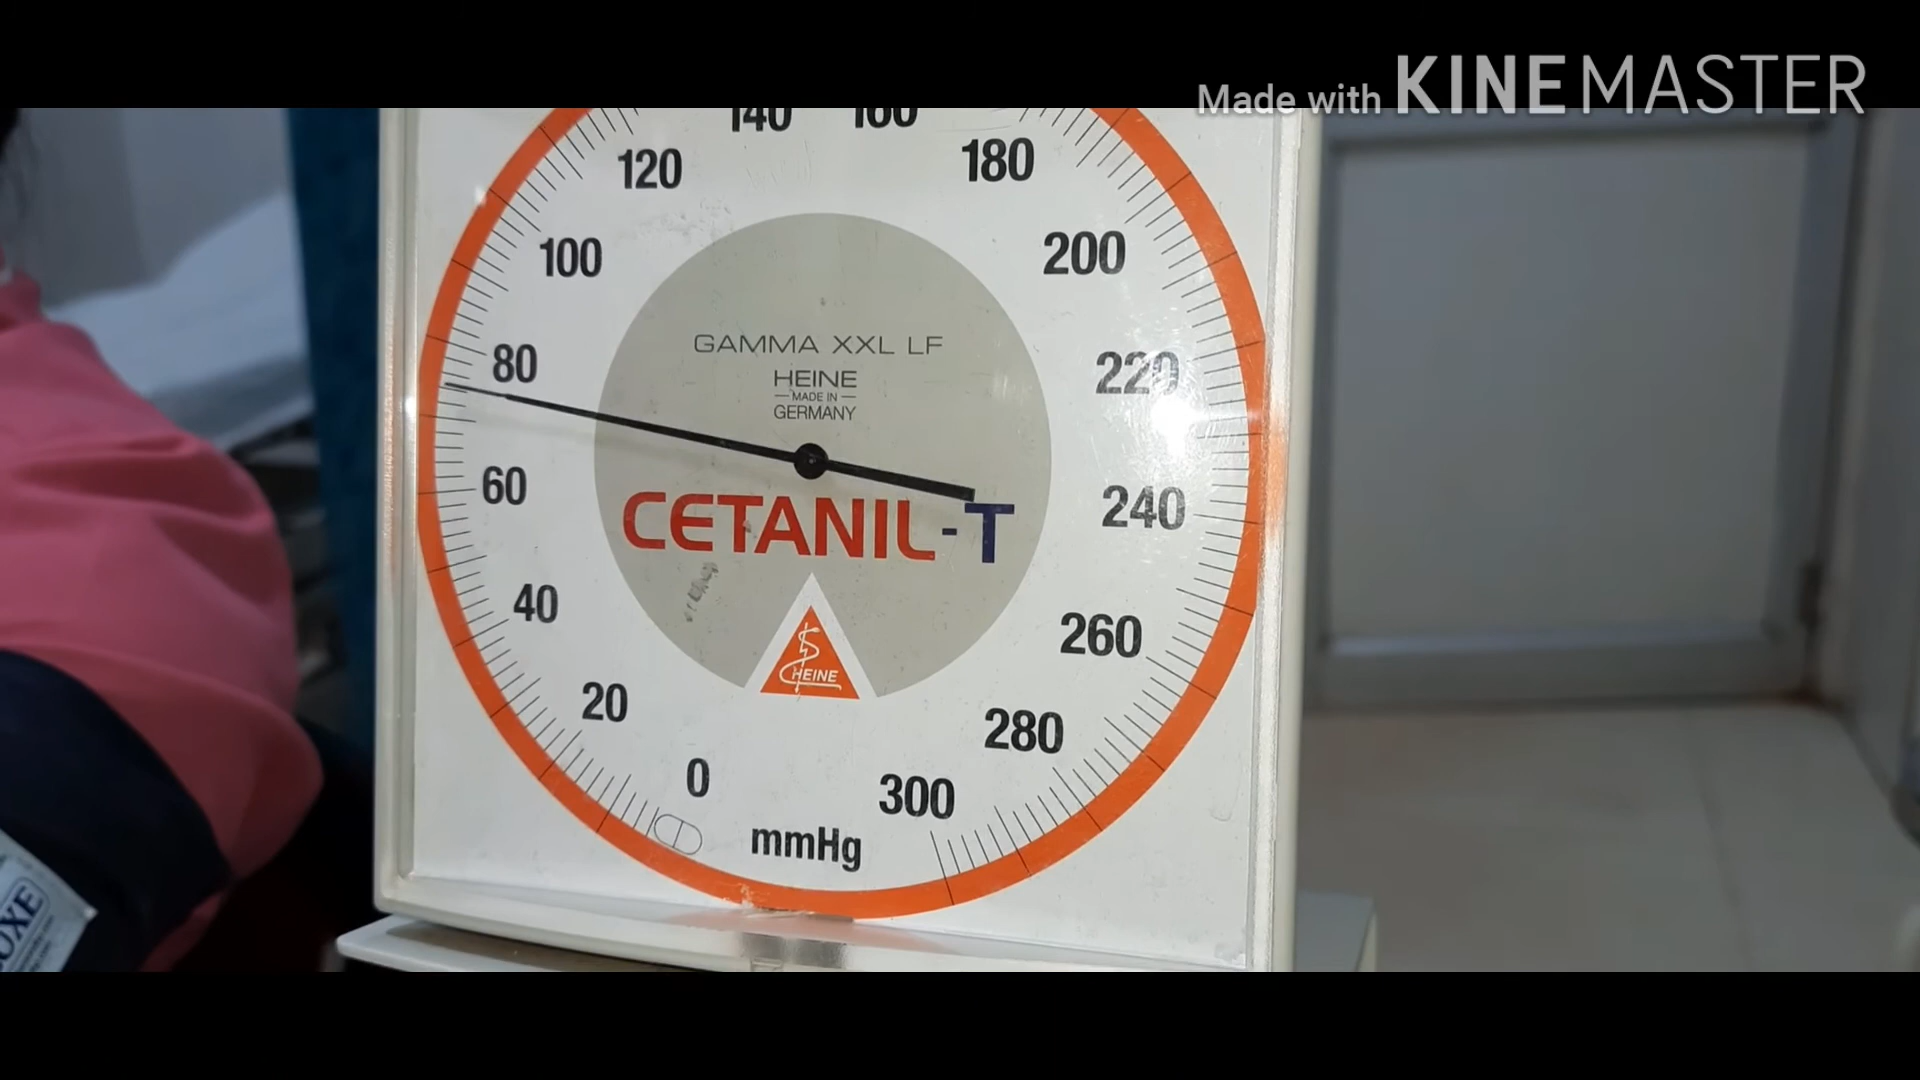 Made with KINEMASTER
140 160
120 180
100 200
80 220
60 240
40 260
20 280
0 300
mmHg
GAMMA XXL LF
HEINE
MADE IN
GERMANY
CETANIL-T
HEINE
OXE